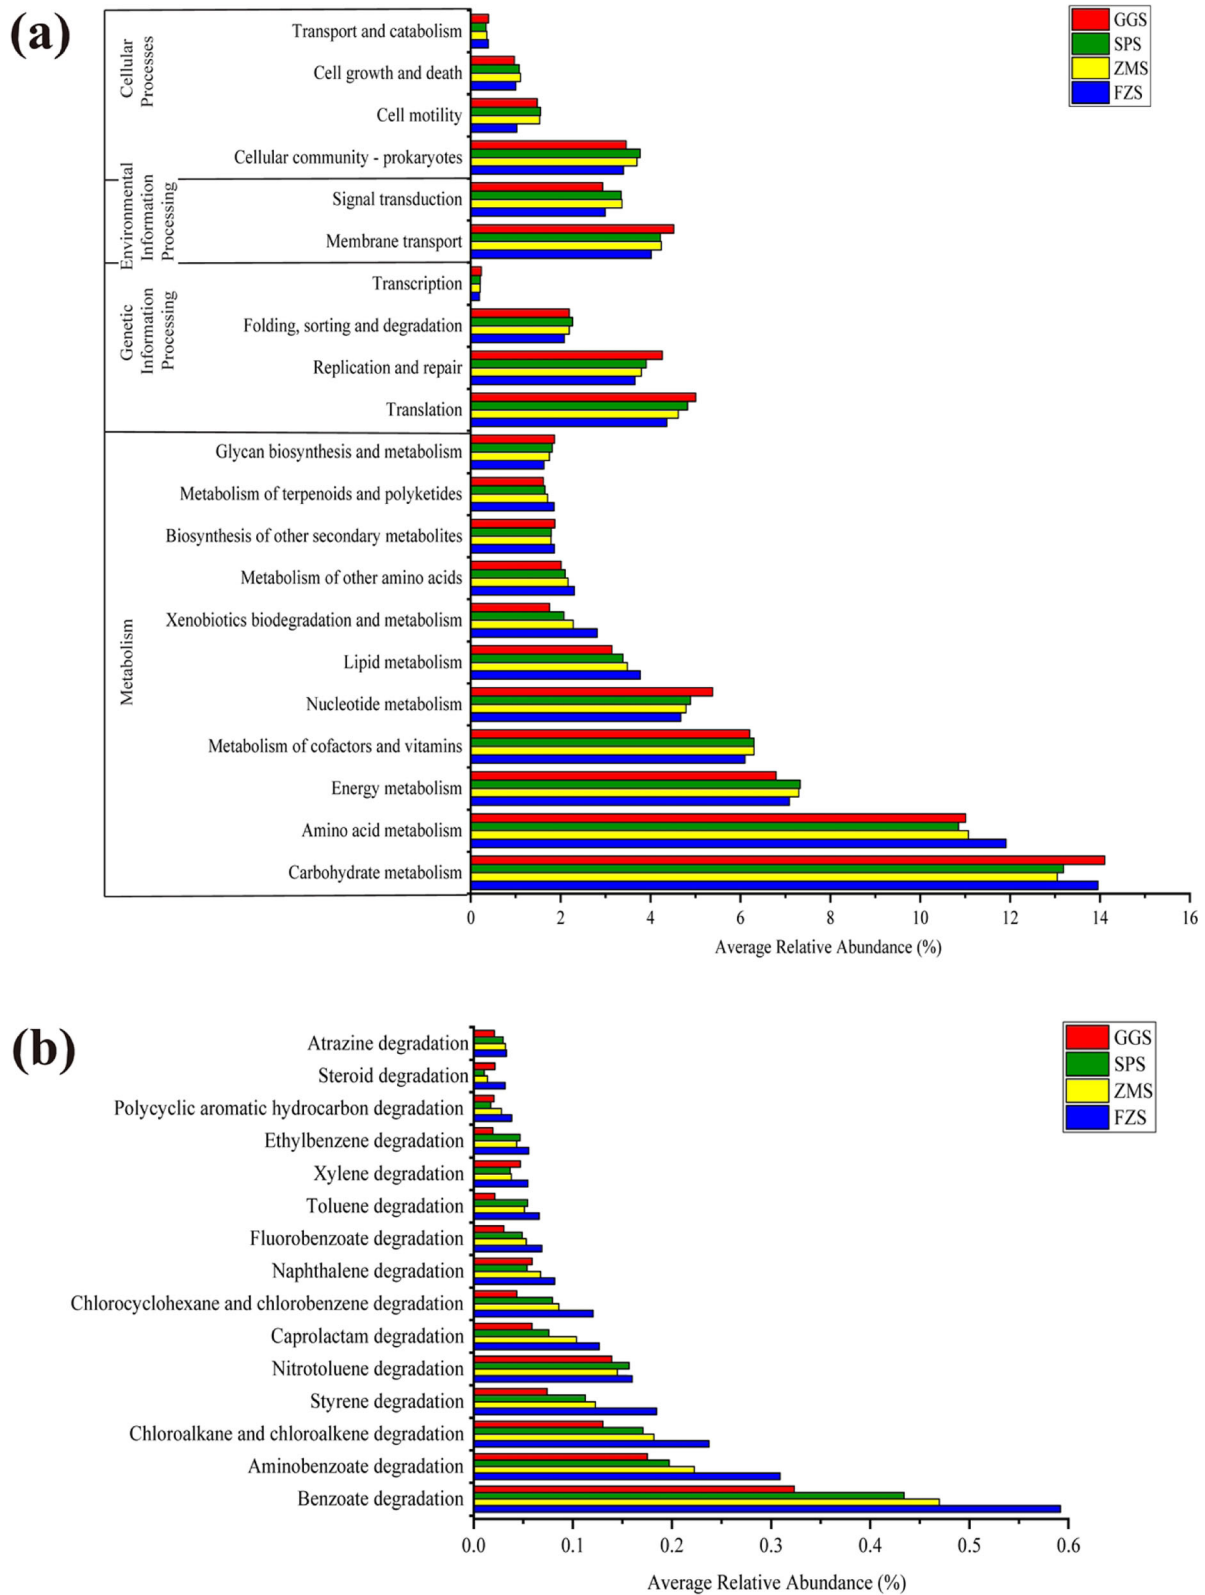 (a)
GGS
SPS
ZMS
FZS
Cellular
Processes
Transport and catabolism
Cell growth and death
Cell motility
Cellular community - prokaryotes
Environmental
Information
Processing
Signal transduction
Membrane transport
Genetic
Information
Processing
Transcription
Folding, sorting and degradation
Replication and repair
Translation
Metabolism
Glycan biosynthesis and metabolism
Metabolism of terpenoids and polyketides
Biosynthesis of other secondary metabolites
Metabolism of other amino acids
Xenobiotics biodegradation and metabolism
Lipid metabolism
Nucleotide metabolism
Metabolism of cofactors and vitamins
Energy metabolism
Amino acid metabolism
Carbohydrate metabolism
0 2 4 6 8 10 12 14 16
Average Relative Abundance (%)
(b)
GGS
SPS
ZMS
FZS
Atrazine degradation
Steroid degradation
Polycyclic aromatic hydrocarbon degradation
Ethylbenzene degradation
Xylene degradation
Toluene degradation
Fluorobenzoate degradation
Naphthalene degradation
Chlorocyclohexane and chlorobenzene degradation
Caprolactam degradation
Nitrotoluene degradation
Styrene degradation
Chloroalkane and chloroalkene degradation
Aminobenzoate degradation
Benzoate degradation
0.0 0.1 0.2 0.3 0.4 0.5 0.6
Average Relative Abundance (%)